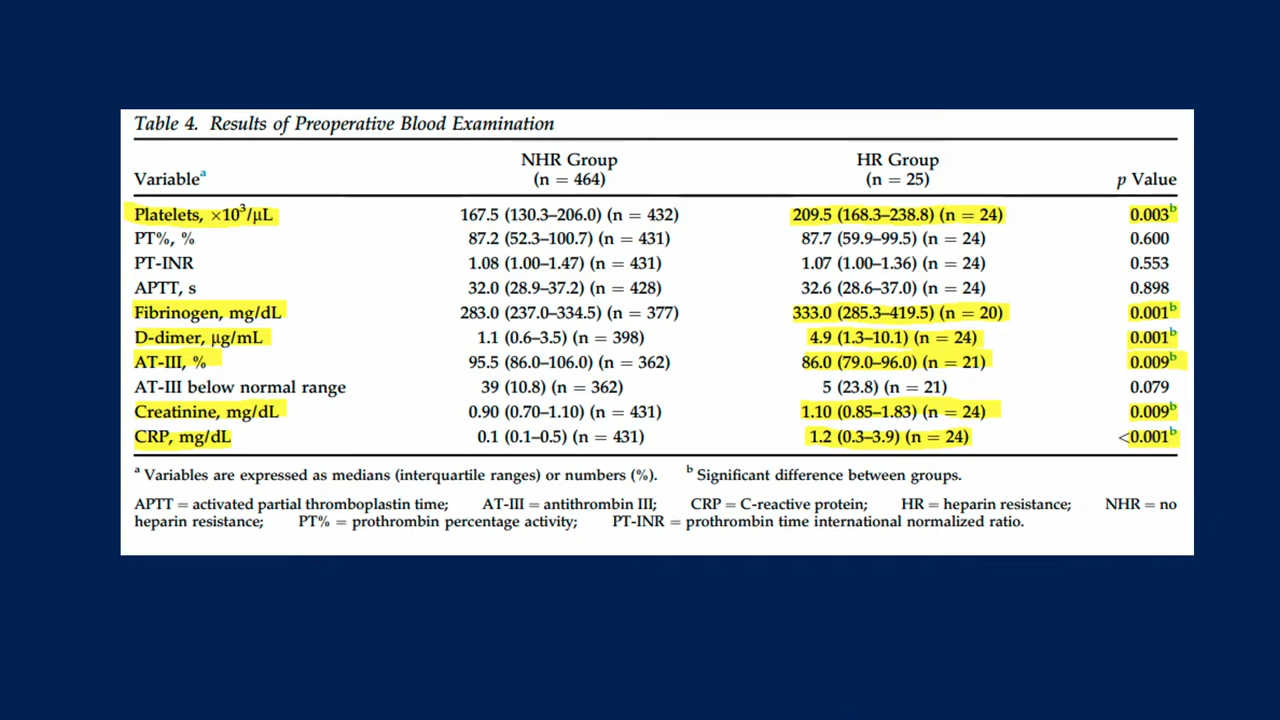 Table 4. Results of Preoperative Blood Examination
NHR Group HR Group
Variableᵃ (n = 464) (n = 25) p Value
Platelets, ×10³/μL 167.5 (130.3–206.0) (n = 432) 209.5 (168.3–238.8) (n = 24) 0.003ᵇ
PT%, % 87.2 (52.3–100.7) (n = 431) 87.7 (59.9–99.5) (n = 24) 0.600
PT-INR 1.08 (1.00–1.47) (n = 431) 1.07 (1.00–1.36) (n = 24) 0.553
APTT, s 32.0 (28.9–37.2) (n = 428) 32.6 (28.6–37.0) (n = 24) 0.898
Fibrinogen, mg/dL 283.0 (237.0–334.5) (n = 377) 333.0 (285.3–419.5) (n = 20) 0.001ᵇ
D-dimer, μg/mL 1.1 (0.6–3.5) (n = 398) 4.9 (1.3–10.1) (n = 24) 0.001ᵇ
AT-III, % 95.5 (86.0–106.0) (n = 362) 86.0 (79.0–96.0) (n = 21) 0.009ᵇ
AT-III below normal range 39 (10.8) (n = 362) 5 (23.8) (n = 21) 0.079
Creatinine, mg/dL 0.90 (0.70–1.10) (n = 431) 1.10 (0.85–1.83) (n = 24) 0.009ᵇ
CRP, mg/dL 0.1 (0.1–0.5) (n = 431) 1.2 (0.3–3.9) (n = 24) <0.001ᵇ
ᵃ Variables are expressed as medians (interquartile ranges) or numbers (%). ᵇ Significant difference between groups.
APTT = activated partial thromboplastin time; AT-III = antithrombin III; CRP = C-reactive protein; HR = heparin resistance; NHR = no
heparin resistance; PT% = prothrombin percentage activity; PT-INR = prothrombin time international normalized ratio.